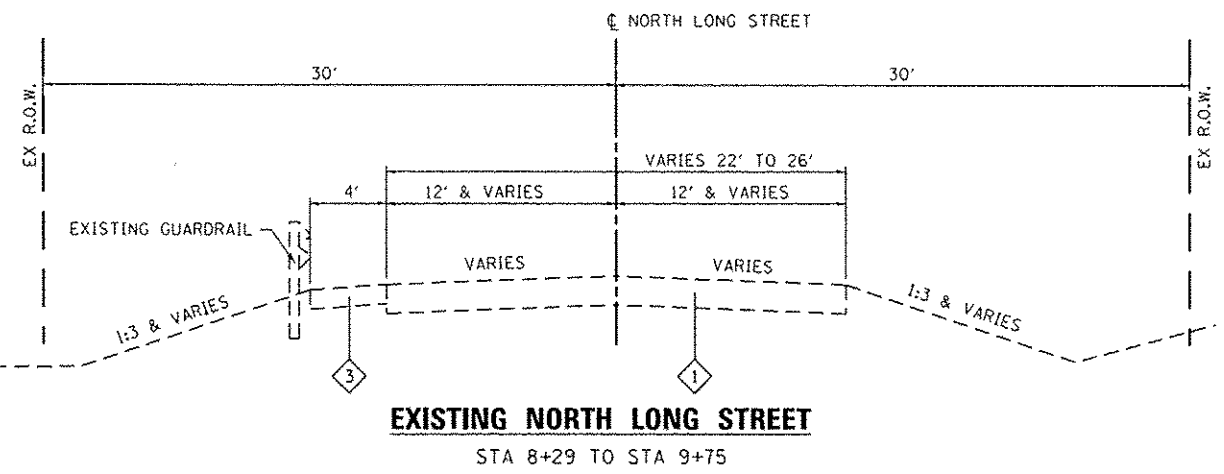 ℄ NORTH LONG STREET
30'
30'
EX R.O.W.
EX R.O.W.
VARIES 22' TO 26'
4'
12' & VARIES
12' & VARIES
EXISTING GUARDRAIL
VARIES
VARIES
1:3 & VARIES
1:3 & VARIES
3
1
EXISTING NORTH LONG STREET
STA 8+29 TO STA 9+75